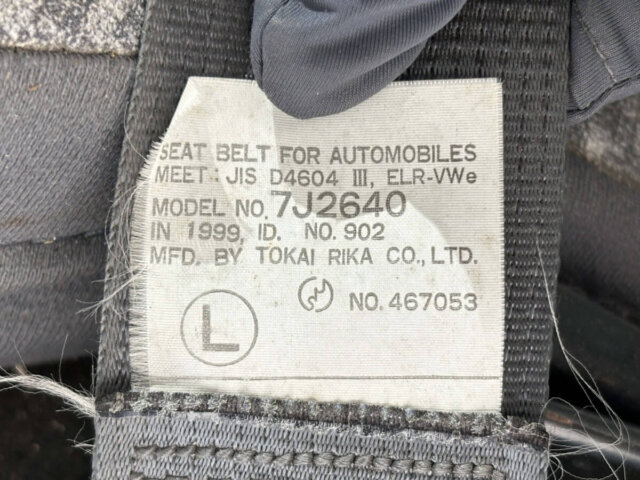 SEAT BELT FOR AUTOMOBILES
MEET.: JIS D4604 III, ELR-VWe
MODEL NO. 7J2640
IN 1999, ID. NO. 902
MFD. BY TOKAI RIKA CO., LTD.
NO. 467053
L